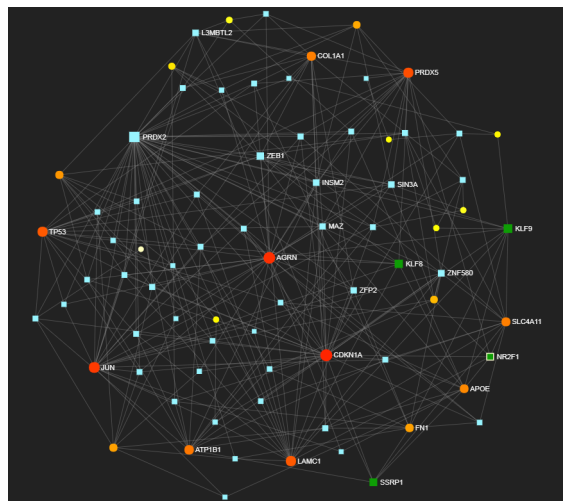 L3MBTL2
COL1A1
PRDX5
PRDX2
ZEB1
INSM2
SIN3A
MAZ
KLF9
TP53
AGRN
KLF8
ZNF580
ZFP2
SLC4A11
CDKN1A
NR2F1
JUN
APOE
FN1
ATP1B1
LAMC1
SSRP1